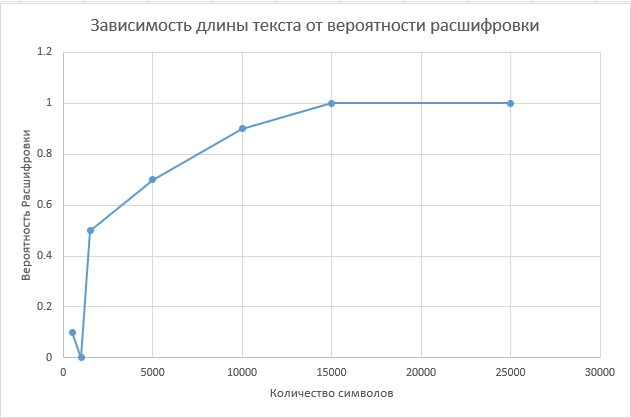 Зависимость длины текста от вероятности расшифровки
1.2
1
0.8
0.6
0.4
0.2
0
Вероятность Расшифровки
0 5000 10000 15000 20000 25000 30000
Количество символов